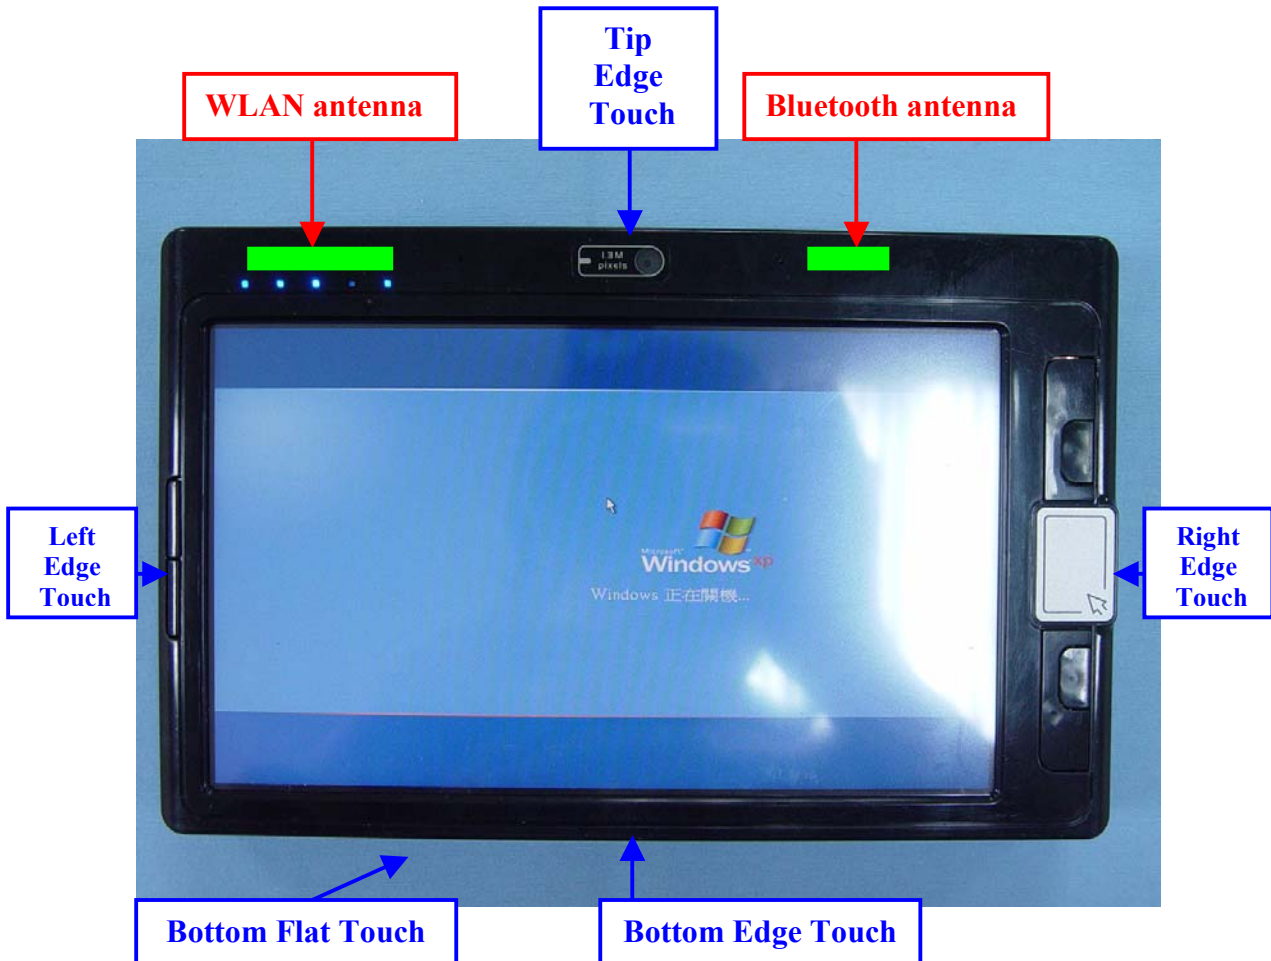 Tip
Edge
Touch
WLAN antenna
Bluetooth antenna
1.3M
pixels
Left
Edge
Touch
Right
Edge
Touch
Microsoft
Windows xp
Windows 正在關機...
Bottom Flat Touch
Bottom Edge Touch